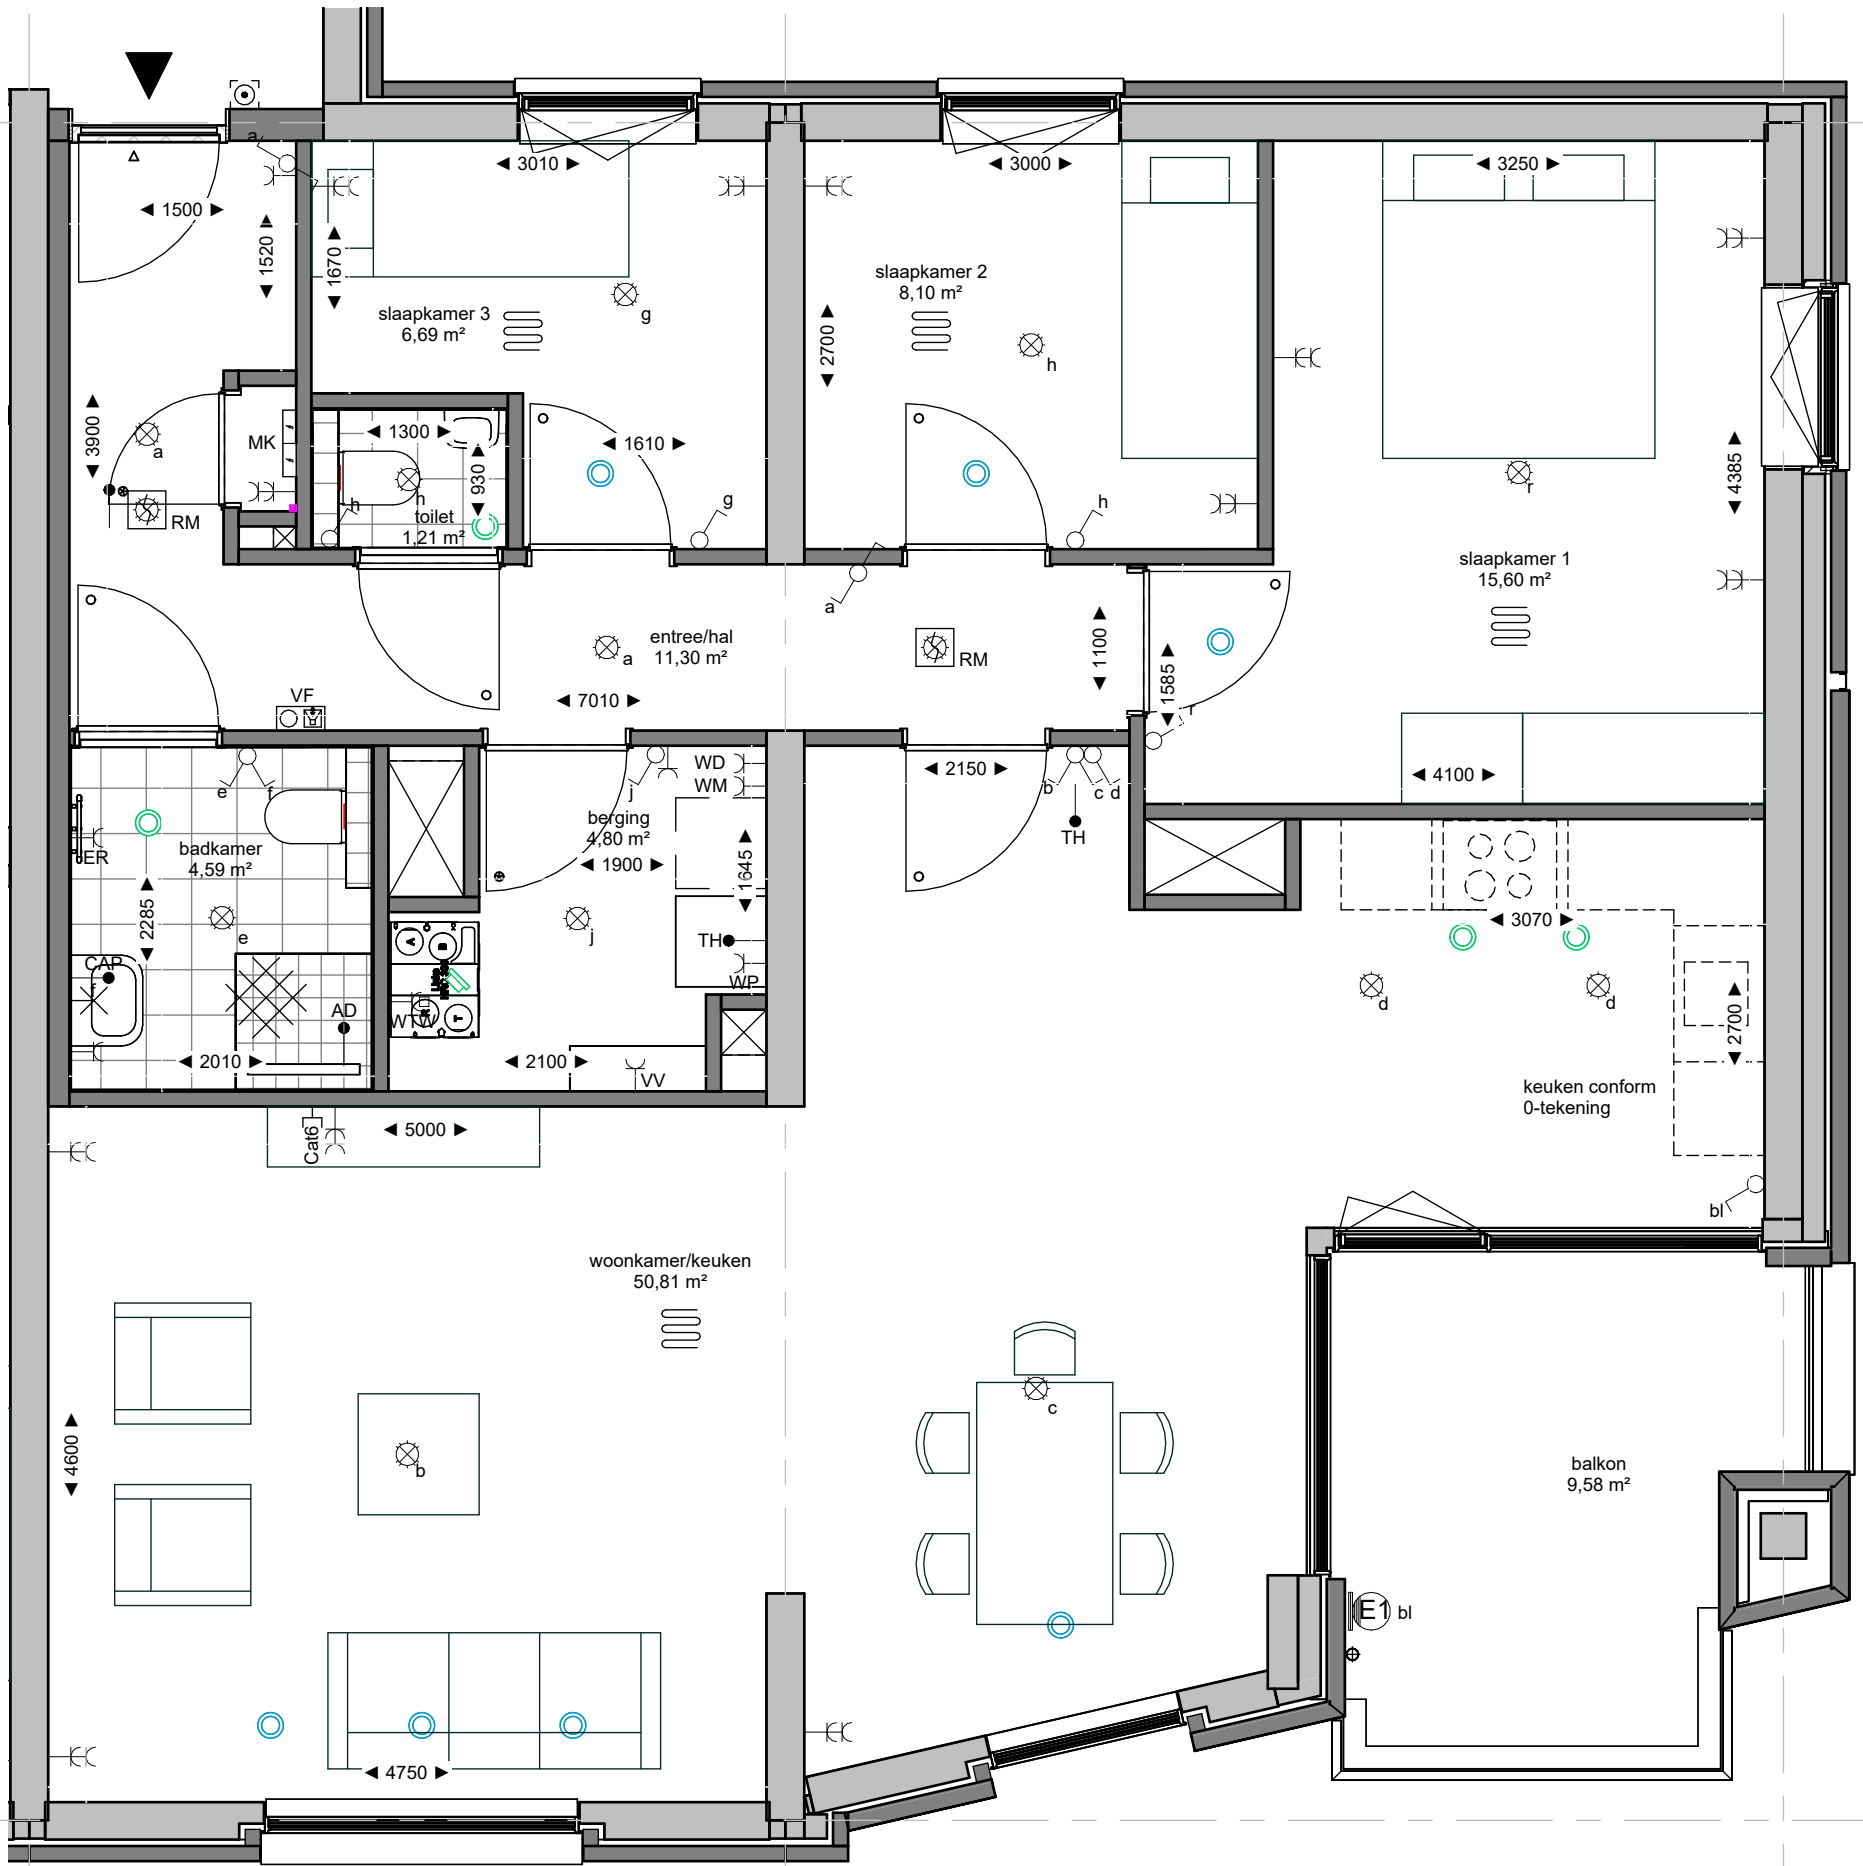 a
3010
3000
3250
1500
1520
1670
slaapkamer 3
6,69 m²
g
slaapkamer 2
8,10 m²
2700
h
3900
a
MK
RM
1300
930
h
h
toilet
1,21 m²
1610
g
h
r
4385
slaapkamer 1
15,60 m²
a
entree/hal
11,30 m²
a
RM
1100
1585
r
7010
VF
4100
e
f
badkamer
4,59 m²
ER
2285
e
CAP
f
AD
2010
j
WD
WM
berging
4,80 m²
1900
1645
j
TH
WP
A
B
R
T
WTW
2100
VV
2150
b
c
d
TH
3070
d
d
2700
keuken conform
0-tekening
bl
Cat6
5000
woonkamer/keuken
50,81 m²
4600
b
c
balkon
9,58 m²
E1
bl
4750